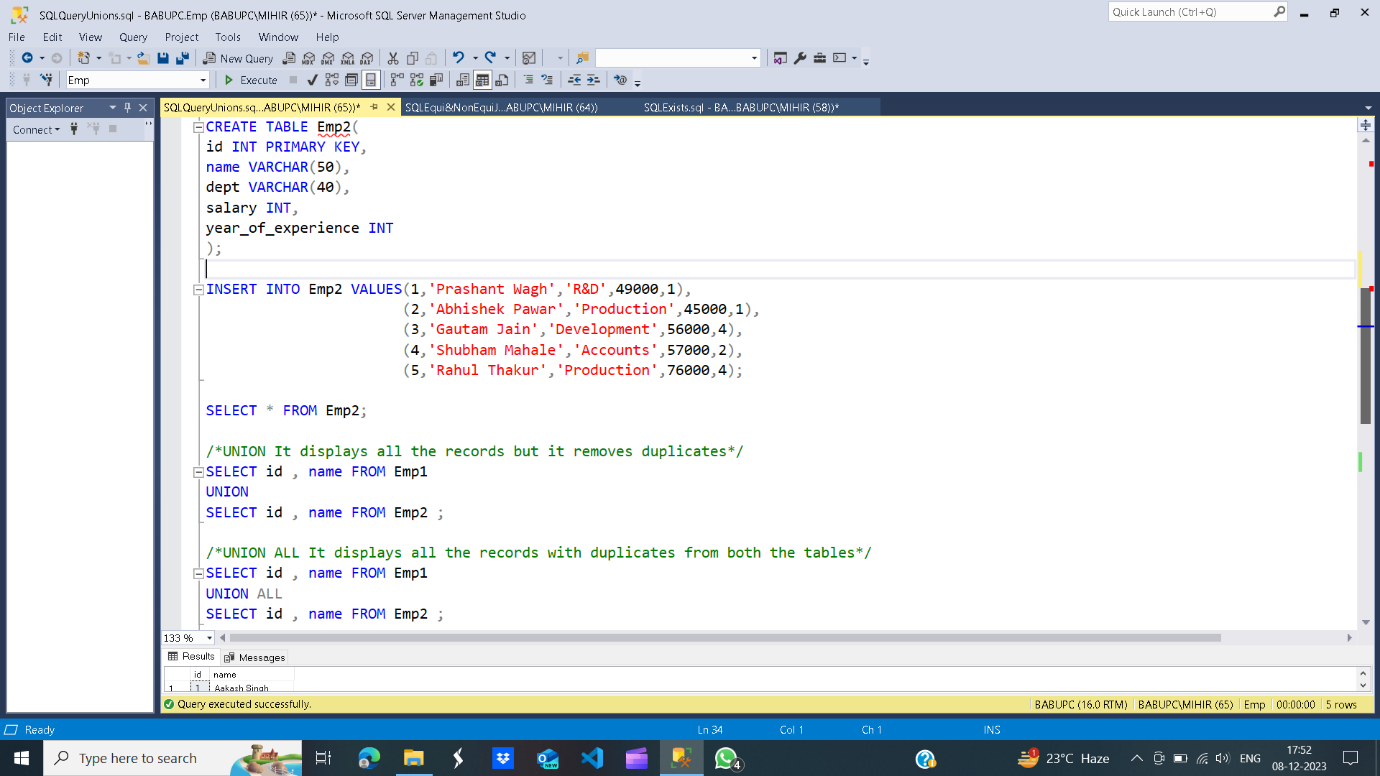 SQLQueryUnions.sql - BABUPC.Emp (BABUPC\MIHIR (65))* - Microsoft SQL Server Management Studio
Quick Launch (Ctrl+Q)
File Edit View Query Project Tools Window Help
New Query
Emp Execute
Object Explorer
SQLQueryUnions.sq...ABUPC\MIHIR (65))* SQLEqui&NonEquiJ...ABUPC\MIHIR (64)) SQLExists.sql - BA...BABUPC\MIHIR (58))*
Connect
CREATE TABLE Emp2(
id INT PRIMARY KEY,
name VARCHAR(50),
dept VARCHAR(40),
salary INT,
year_of_experience INT
);
INSERT INTO Emp2 VALUES(1,'Prashant Wagh','R&D',49000,1),
(2,'Abhishek Pawar','Production',45000,1),
(3,'Gautam Jain','Development',56000,4),
(4,'Shubham Mahale','Accounts',57000,2),
(5,'Rahul Thakur','Production',76000,4);
SELECT * FROM Emp2;
/*UNION It displays all the records but it removes duplicates*/
SELECT id , name FROM Emp1
UNION
SELECT id , name FROM Emp2 ;
/*UNION ALL It displays all the records with duplicates from both the tables*/
SELECT id , name FROM Emp1
UNION ALL
SELECT id , name FROM Emp2 ;
133 %
Results Messages
id name
1 1 Aakash Singh
Query executed successfully. BABUPC (16.0 RTM) BABUPC\MIHIR (65) Emp 00:00:00 5 rows
Ready Ln 34 Col 1 Ch 1 INS
Type here to search
NEW
4
1
23°C Haze
ENG
17:52
08-12-2023